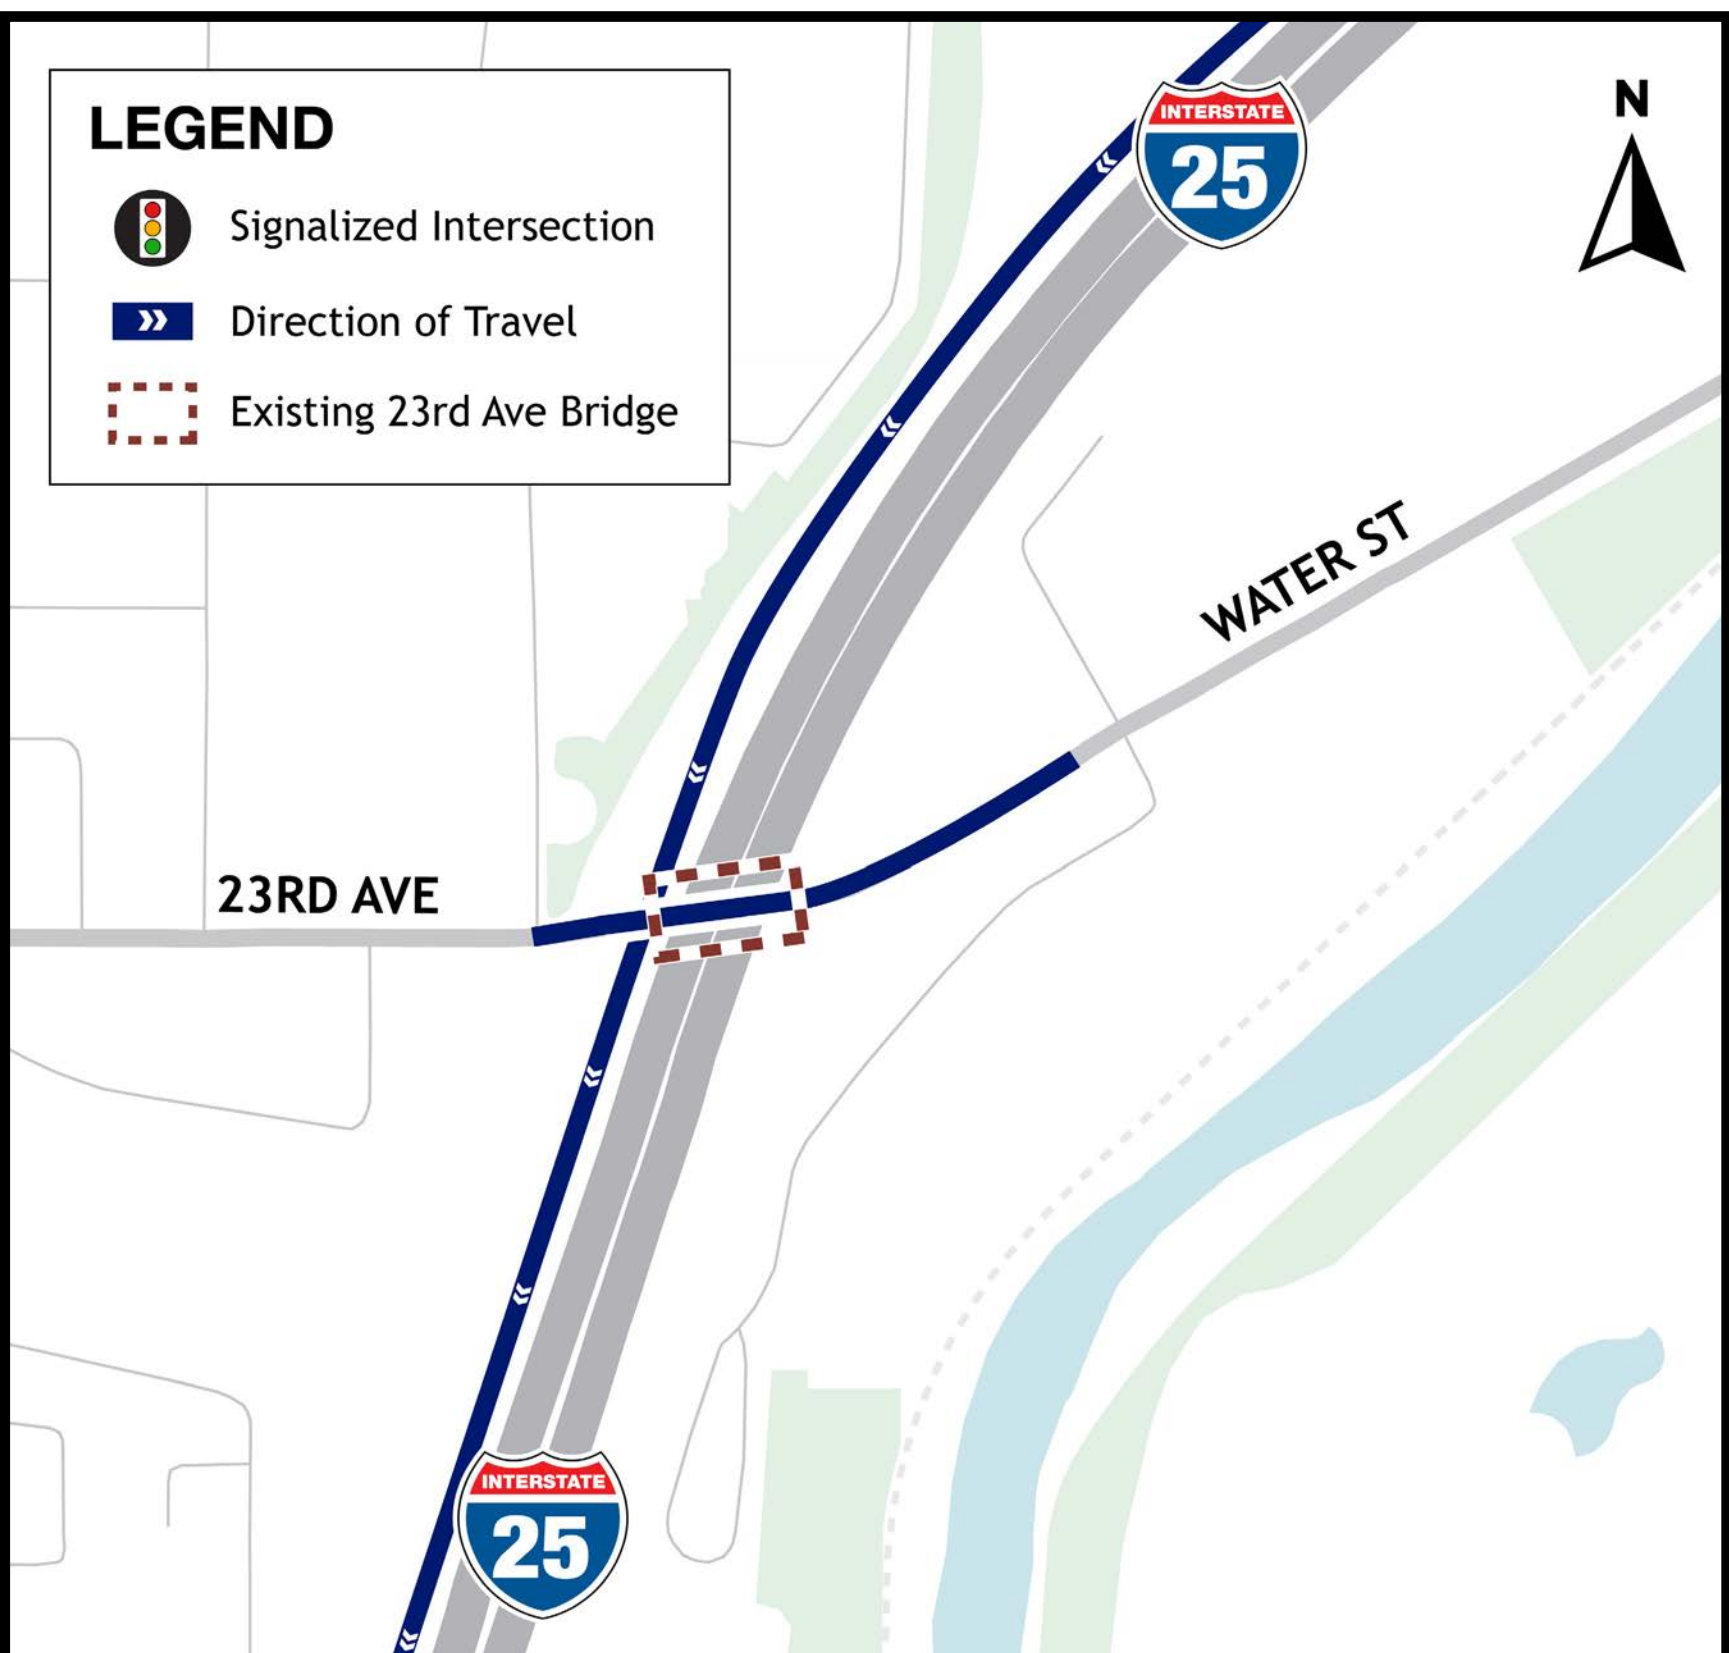 LEGEND
Signalized Intersection
Direction of Travel
Existing 23rd Ave Bridge
INTERSTATE
25
N
WATER ST
23RD AVE
INTERSTATE
25